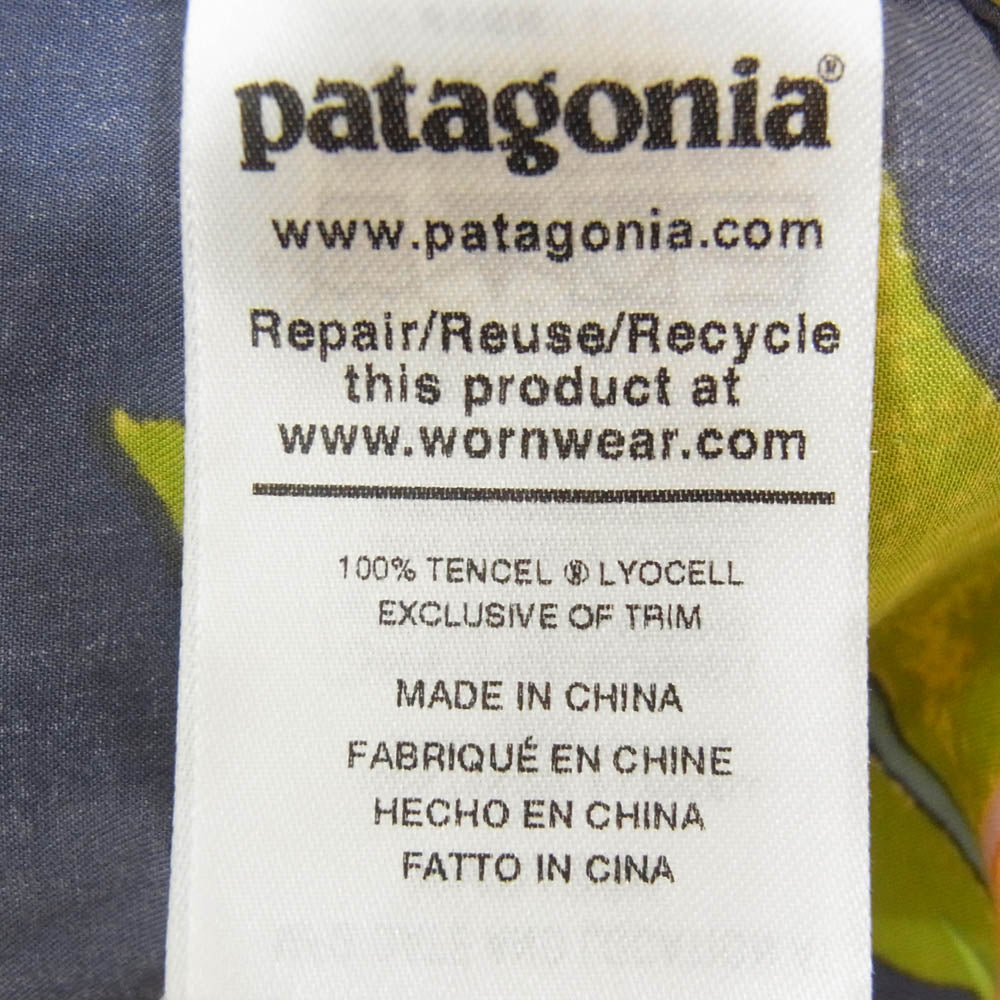 patagonia®
www.patagonia.com
Repair/Reuse/Recycle
this product at
www.wornwear.com
100% TENCEL ® LYOCELL
EXCLUSIVE OF TRIM
MADE IN CHINA
FABRIQUÉ EN CHINE
HECHO EN CHINA
FATTO IN CINA